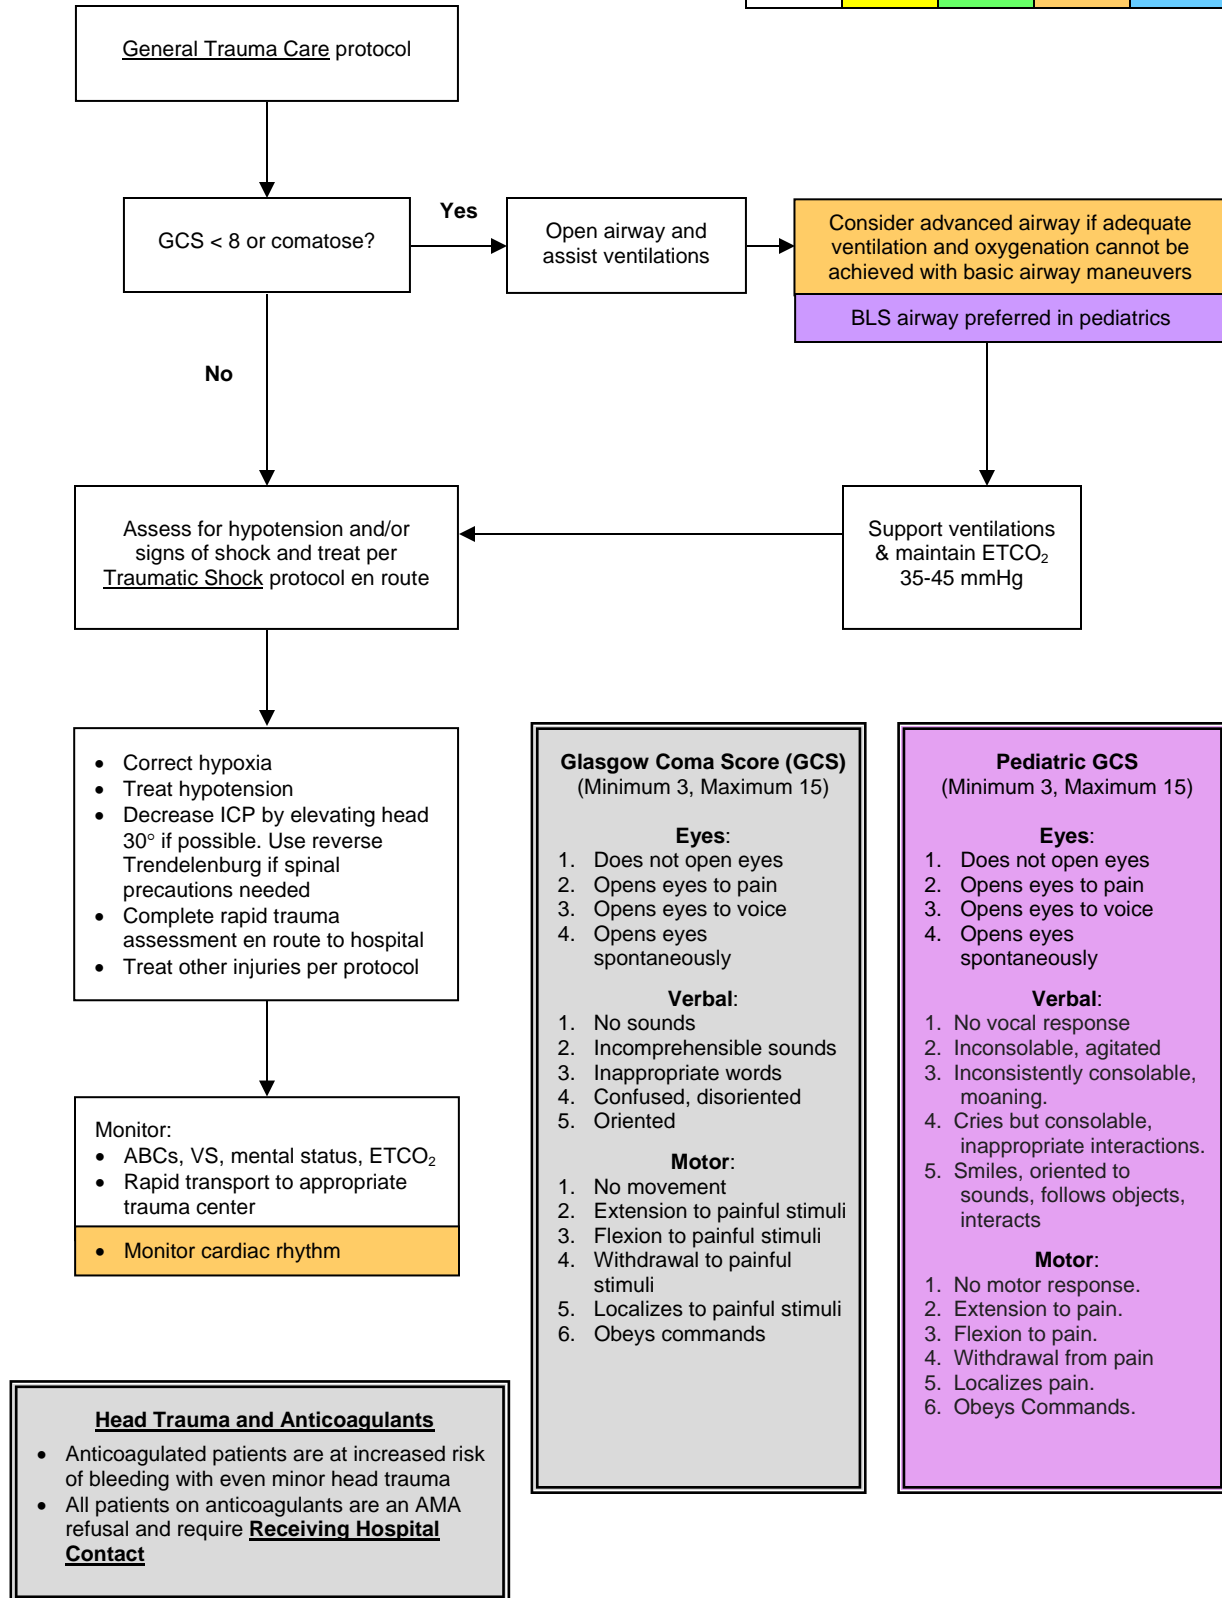 General Trauma Care protocol
GCS < 8 or comatose?
Yes
Open airway and
assist ventilations
Consider advanced airway if adequate
ventilation and oxygenation cannot be
achieved with basic airway maneuvers
BLS airway preferred in pediatrics
No
Assess for hypotension and/or
signs of shock and treat per
Traumatic Shock protocol en route
Support ventilations
& maintain ETCO₂
35-45 mmHg
• Correct hypoxia
• Treat hypotension
• Decrease ICP by elevating head
30° if possible. Use reverse
Trendelenburg if spinal
precautions needed
• Complete rapid trauma
assessment en route to hospital
• Treat other injuries per protocol
Monitor:
• ABCs, VS, mental status, ETCO₂
• Rapid transport to appropriate
trauma center
• Monitor cardiac rhythm
Glasgow Coma Score (GCS)
(Minimum 3, Maximum 15)
Eyes:
1. Does not open eyes
2. Opens eyes to pain
3. Opens eyes to voice
4. Opens eyes
spontaneously
Verbal:
1. No sounds
2. Incomprehensible sounds
3. Inappropriate words
4. Confused, disoriented
5. Oriented
Motor:
1. No movement
2. Extension to painful stimuli
3. Flexion to painful stimuli
4. Withdrawal to painful
stimuli
5. Localizes to painful stimuli
6. Obeys commands
Pediatric GCS
(Minimum 3, Maximum 15)
Eyes:
1. Does not open eyes
2. Opens eyes to pain
3. Opens eyes to voice
4. Opens eyes
spontaneously
Verbal:
1. No vocal response
2. Inconsolable, agitated
3. Inconsistently consolable,
moaning.
4. Cries but consolable,
inappropriate interactions.
5. Smiles, oriented to
sounds, follows objects,
interacts
Motor:
1. No motor response.
2. Extension to pain.
3. Flexion to pain.
4. Withdrawal from pain
5. Localizes pain.
6. Obeys Commands.
Head Trauma and Anticoagulants
• Anticoagulated patients are at increased risk
of bleeding with even minor head trauma
• All patients on anticoagulants are an AMA
refusal and require Receiving Hospital
Contact